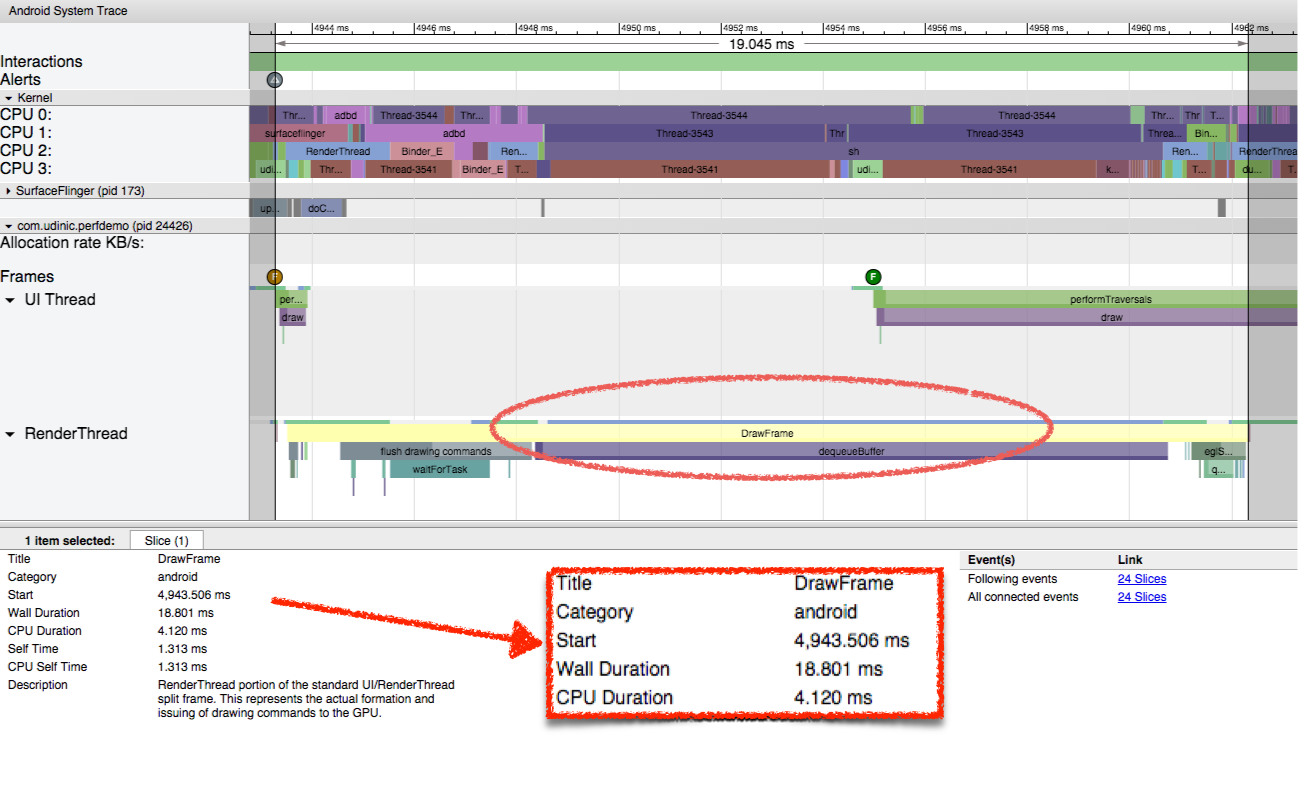 Android System Trace
4944 ms 4946 ms 4948 ms 4950 ms 4952 ms 4954 ms 4956 ms 4958 ms 4960 ms 4962 ms
19.045 ms
Interactions
Alerts
Kernel
CPU 0: Thr... adbd Thread-3544 Thr... Thread-3544 Thread-3544 Thr... Thr T...
CPU 1: surfaceflinger adbd Thread-3543 Thr Thread-3543 Threa... Bin...
CPU 2: RenderThread Binder_E Ren... sh Ren... RenderThrea
CPU 3: udi... Thr... Thread-3541 Binder_E T... Thread-3541 udi... Thread-3541 k... T... du... T.
SurfaceFlinger (pid 173)
up... doC...
com.udinic.perfdemo (pid 24426)
Allocation rate KB/s:
Frames F F
UI Thread per... performTraversals
draw draw
RenderThread DrawFrame
flush drawing commands dequeueBuffer eglS...
waitForTask q...
1 item selected: Slice (1)
Title DrawFrame
Category android
Start 4,943.506 ms
Wall Duration 18.801 ms
CPU Duration 4.120 ms
Self Time 1.313 ms
CPU Self Time 1.313 ms
Description RenderThread portion of the standard UI/RenderThread
split frame. This represents the actual formation and
issuing of drawing commands to the GPU.
Title DrawFrame
Category android
Start 4,943.506 ms
Wall Duration 18.801 ms
CPU Duration 4.120 ms
Event(s) Link
Following events 24 Slices
All connected events 24 Slices